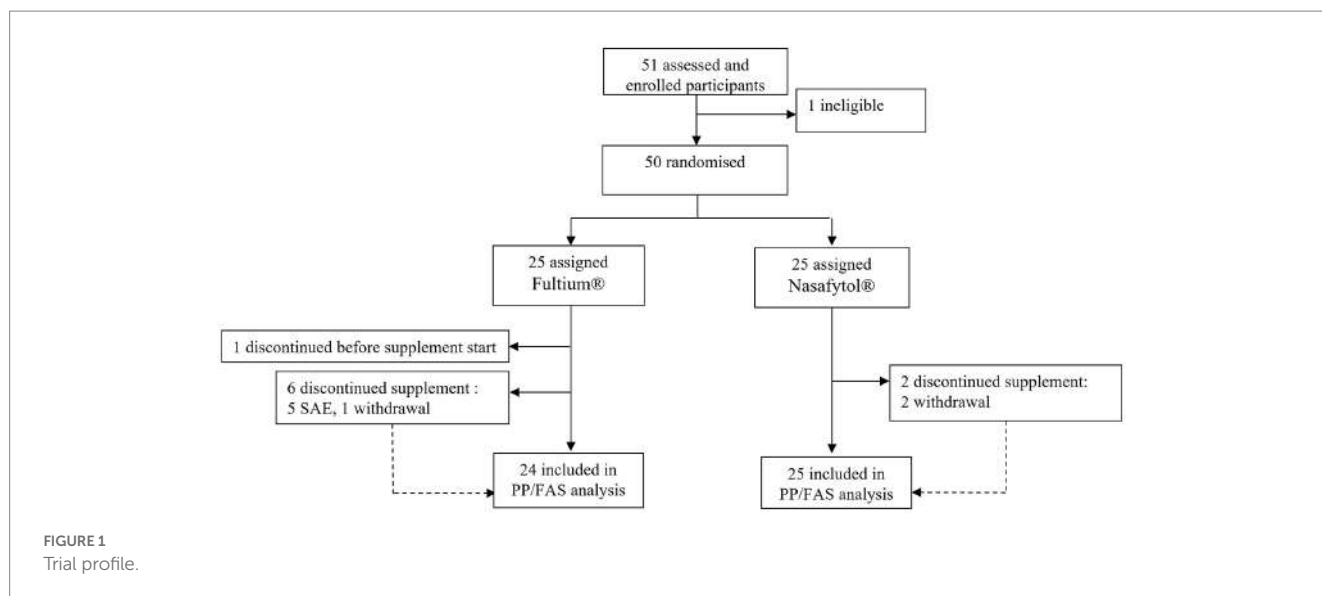 51 assessed and
enrolled participants
1 ineligible
50 randomised
25 assigned
Fultium®
25 assigned
Nasafytol®
1 discontinued before supplement start
6 discontinued supplement :
5 SAE, 1 withdrawal
2 discontinued supplement:
2 withdrawal
24 included in
PP/FAS analysis
25 included in
PP/FAS analysis
FIGURE 1
Trial profile.